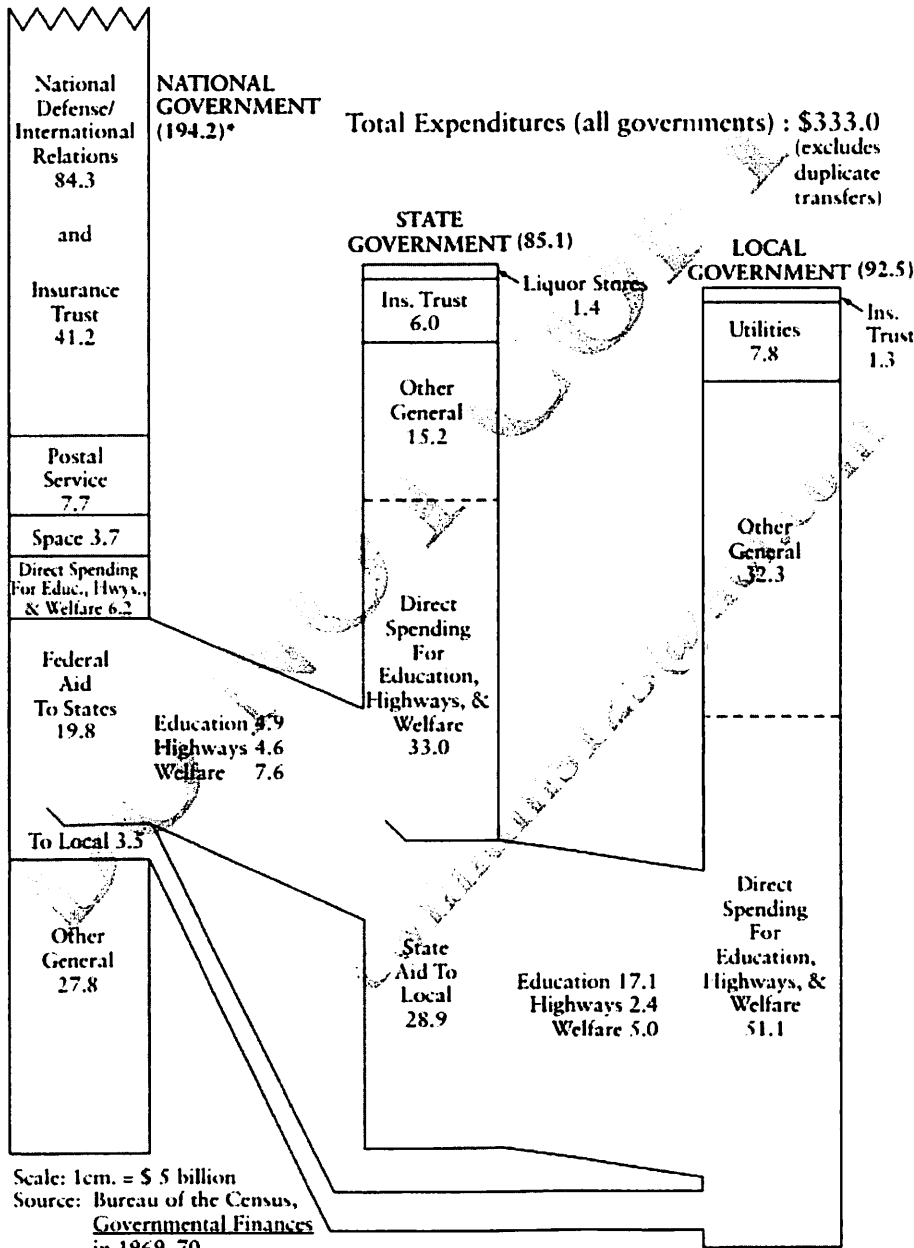 National
Defense/
International
Relations
84.3
and
Insurance
Trust
41.2
NATIONAL
GOVERNMENT
(194.2)*
Total Expenditures (all governments) : $333.0
(excludes
duplicate
transfers)
STATE
GOVERNMENT (85.1)
Liquor Stores
1.4
Ins. Trust
6.0
Other
General
15.2
Direct
Spending
For
Education,
Highways, &
Welfare
33.0
LOCAL
GOVERNMENT (92.5)
Ins.
Trust
1.3
Utilities
7.8
Other
General
32.3
Postal
Service
7.7
Space 3.7
Direct Spending
For Educ., Hwys.,
& Welfare 6.2
Federal
Aid
To States
19.8
Education 4.9
Highways 4.6
Welfare 7.6
To Local 3.5
Other
General
27.8
State
Aid To
Local
28.9
Education 17.1
Highways 2.4
Welfare 5.0
Direct
Spending
For
Education,
Highways, &
Welfare
51.1
Scale: 1cm. = $ 5 billion
Source: Bureau of the Census,
Governmental Finances
in 1969-70